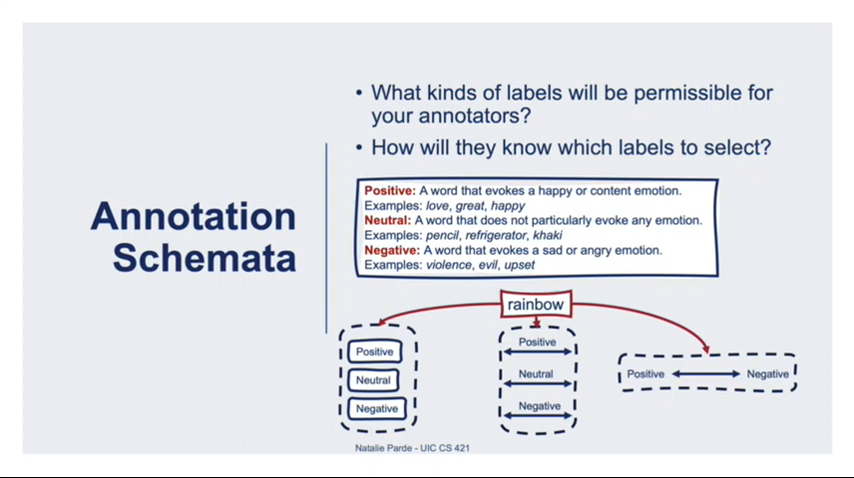 Annotation
Schemata
• What kinds of labels will be permissible for
your annotators?
• How will they know which labels to select?
Positive: A word that evokes a happy or content emotion.
Examples: love, great, happy
Neutral: A word that does not particularly evoke any emotion.
Examples: pencil, refrigerator, khaki
Negative: A word that evokes a sad or angry emotion.
Examples: violence, evil, upset
rainbow
Positive
Neutral
Negative
Positive
Neutral
Negative
Positive Negative
Natalie Parde - UIC CS 421